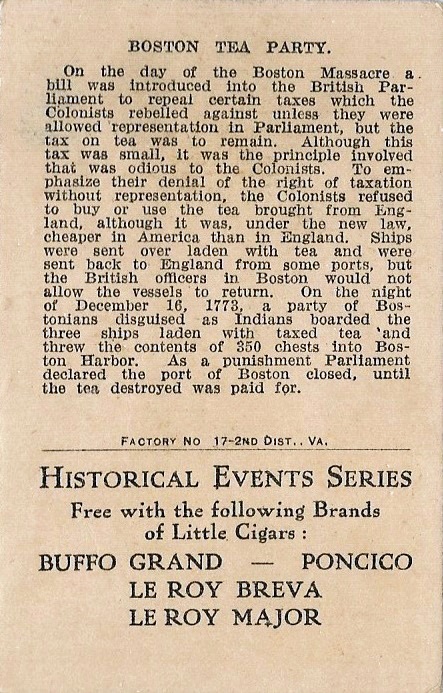 BOSTON TEA PARTY.
On the day of the Boston Massacre a
bill was introduced into the British Par-
liament to repeal certain taxes which the
Colonists rebelled against unless they were
allowed representation in Parliament, but the
tax on tea was to remain. Although this
tax was small, it was the principle involved
that was odious to the Colonists. To em-
phasize their denial of the right of taxation
without representation, the Colonists refused
to buy or use the tea brought from Eng-
land, although it was, under the new law,
cheaper in America than in England. Ships
were sent over laden with tea and were
sent back to England from some ports, but
the British officers in Boston would not
allow the vessels to return. On the night
of December 16, 1773, a party of Bos-
tonians disguised as Indians boarded the
three ships laden with taxed tea and
threw the contents of 350 chests into Bos-
ton Harbor. As a punishment Parliament
declared the port of Boston closed, until
the tea destroyed was paid for.
FACTORY NO 17-2ND DIST., VA.
HISTORICAL EVENTS SERIES
Free with the following Brands
of Little Cigars :
BUFFO GRAND — PONCICO
LE ROY BREVA
LE ROY MAJOR